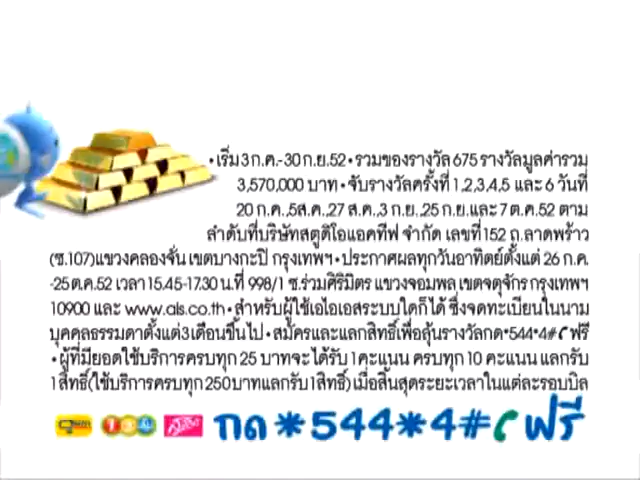 • เริ่ม 3 ก.ค.- 30 ก.ย.52 • รวมของรางวัล 675 รางวัลมูลค่ารวม
3,570,000 บาท • จับรางวัลครั้งที่ 1,2,3,4,5 และ 6 วันที่
20 ก.ค.,5ส.ค.,27 ส.ค.,3 ก.ย.,25 ก.ย.และ 7 ต.ค.52 ตาม
ลำดับที่บริษัทสตูดิโอแอคทีฟ จำกัด เลขที่ 152 ถ.ลาดพร้าว
(ซ.107)แขวงคลองจั่น เขตบางกะปิ กรุงเทพฯ • ประกาศผลทุกวันอาทิตย์ตั้งแต่ 26 ก.ค.
-25 ต.ค.52 เวลา 15.45-17.30 น.ที่ 998/1 ซ.ร่วมศิริมิตร แขวงจอมพล เขตจตุจักร กรุงเทพฯ
10900 และ www.als.co.th • สำหรับผู้ใช้เอไอเอสระบบใดก็ได้ ซึ่งจดทะเบียนในนาม
บุคคลธรรมดาตั้งแต่ 3 เดือนขึ้นไป • สมัครและแลกสิทธิ์เพื่อลุ้นรางวัลกด *544*4# ฟรี
• ผู้ที่มียอดใช้บริการครบทุก 25 บาทจะได้รับ 1 คะแนน ครบทุก 10 คะแนน แลกรับ
1 สิทธิ์ (ใช้บริการครบทุก 250 บาทแลกรับ 1 สิทธิ์) เมื่อสิ้นสุดระยะเวลาในแต่ละรอบบิล
กด *544*4# ฟรี